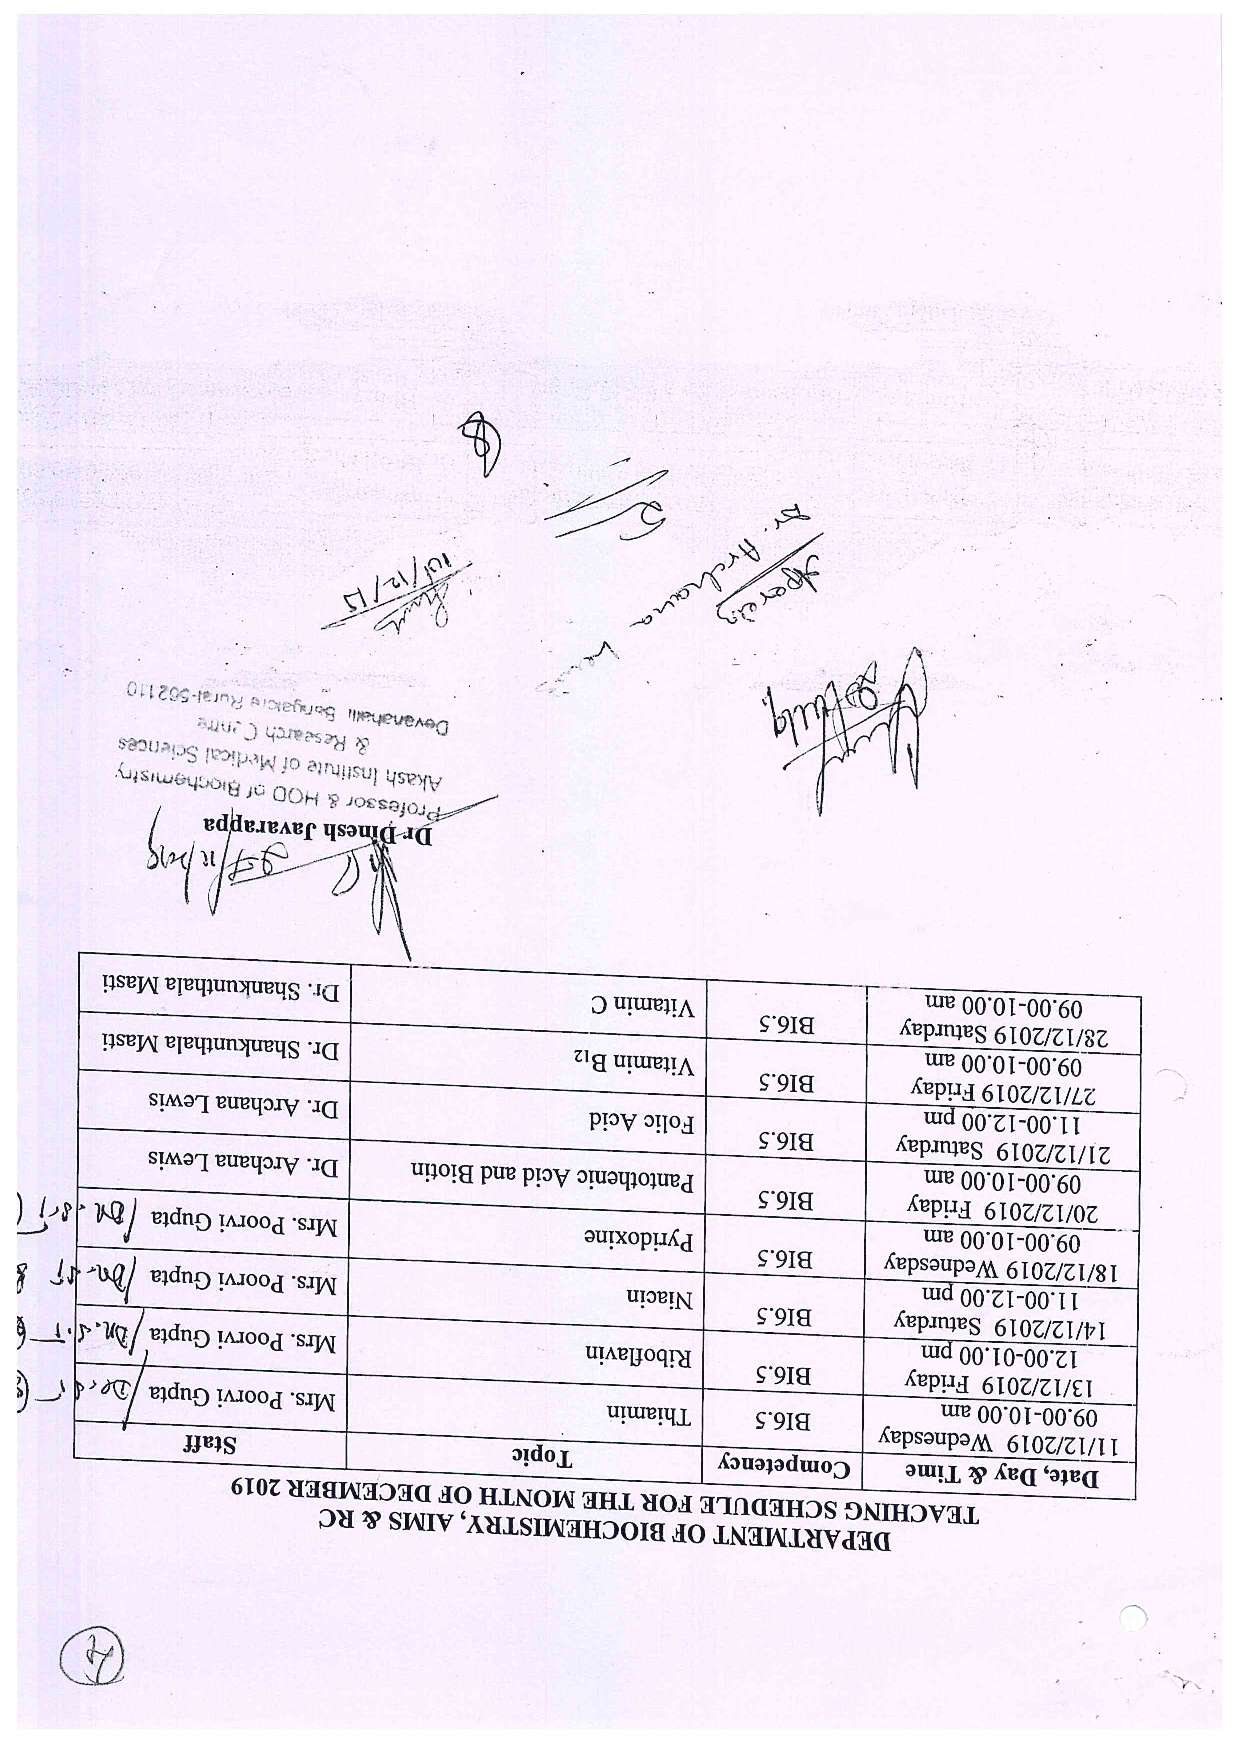 DEPARTMENT OF BIOCHEMISTRY, AIMS & RC
TEACHING SCHEDULE FOR THE MONTH OF DECEMBER 2019
Date, Day & Time Competency Topic Staff
11/12/2019 Wednesday
09.00-10.00 am BI6.5 Thiamin Mrs. Poorvi Gupta
13/12/2019 Friday
12.00-01.00 pm BI6.5 Riboflavin Mrs. Poorvi Gupta
14/12/2019 Saturday
11.00-12.00 pm BI6.5 Niacin Mrs. Poorvi Gupta
18/12/2019 Wednesday
09.00-10.00 am BI6.5 Pyridoxine Mrs. Poorvi Gupta
20/12/2019 Friday
09.00-10.00 am BI6.5 Pantothenic Acid and Biotin Dr. Archana Lewis
21/12/2019 Saturday
11.00-12.00 pm BI6.5 Folic Acid Dr. Archana Lewis
27/12/2019 Friday
09.00-10.00 am BI6.5 Vitamin B12 Dr. Shankunthala Masti
28/12/2019 Saturday
09.00-10.00 am BI6.5 Vitamin C Dr. Shankunthala Masti
Dr Dinesh Javarappa
Professor & HOD of Biochemistry
Akash Institute of Medical Sciences
& Research Centre
Devanahalli Bangalore Rural-562110
Dr. Archana